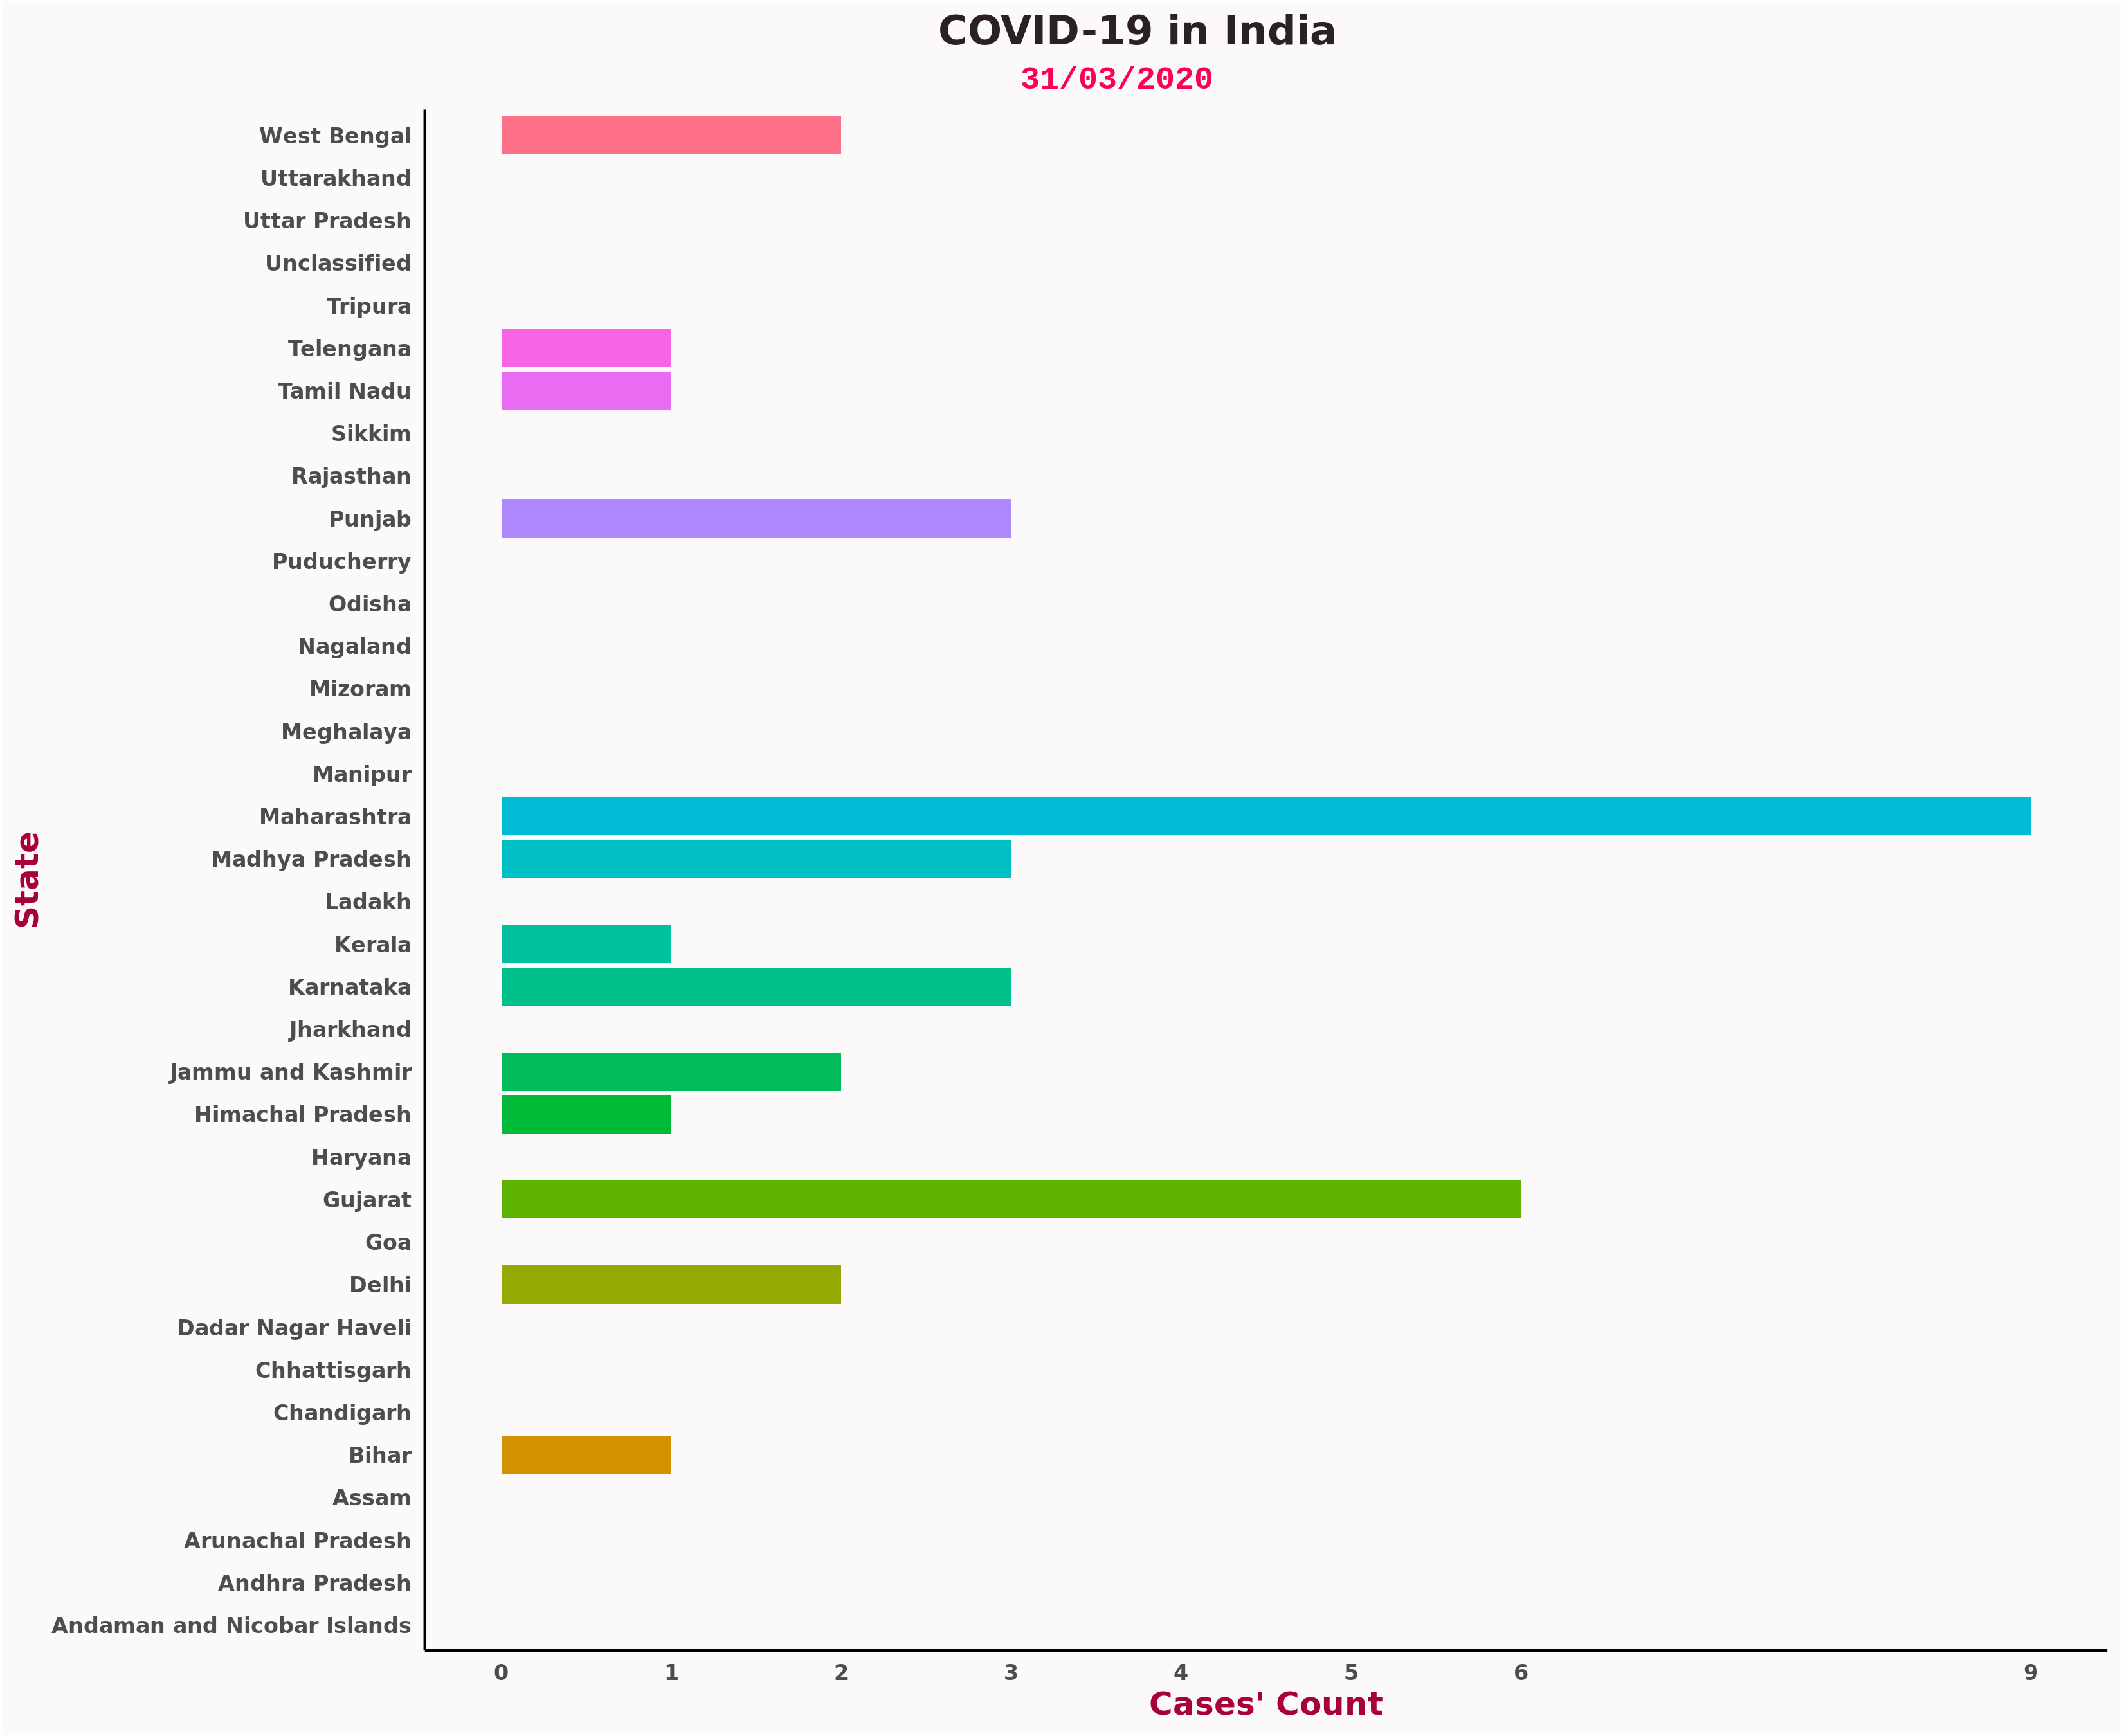 COVID-19 in India
31/03/2020
State
West Bengal
Uttarakhand
Uttar Pradesh
Unclassified
Tripura
Telengana
Tamil Nadu
Sikkim
Rajasthan
Punjab
Puducherry
Odisha
Nagaland
Mizoram
Meghalaya
Manipur
Maharashtra
Madhya Pradesh
Ladakh
Kerala
Karnataka
Jharkhand
Jammu and Kashmir
Himachal Pradesh
Haryana
Gujarat
Goa
Delhi
Dadar Nagar Haveli
Chhattisgarh
Chandigarh
Bihar
Assam
Arunachal Pradesh
Andhra Pradesh
Andaman and Nicobar Islands
0 1 2 3 4 5 6 9
Cases' Count